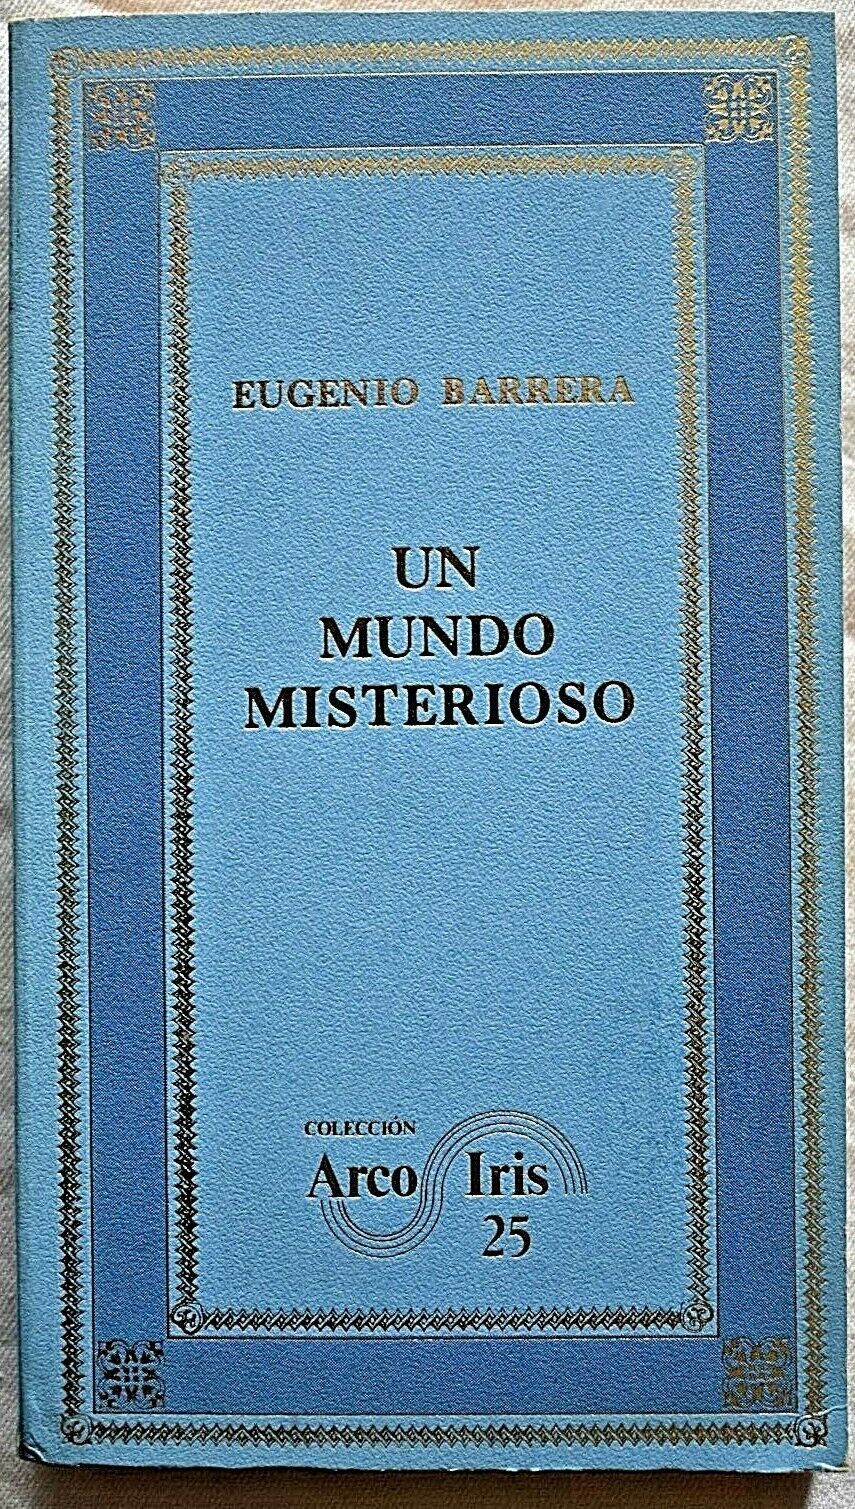 EUGENIO BARRERA
UN
MUNDO
MISTERIOSO
COLECCIÓN
Arco Iris
25